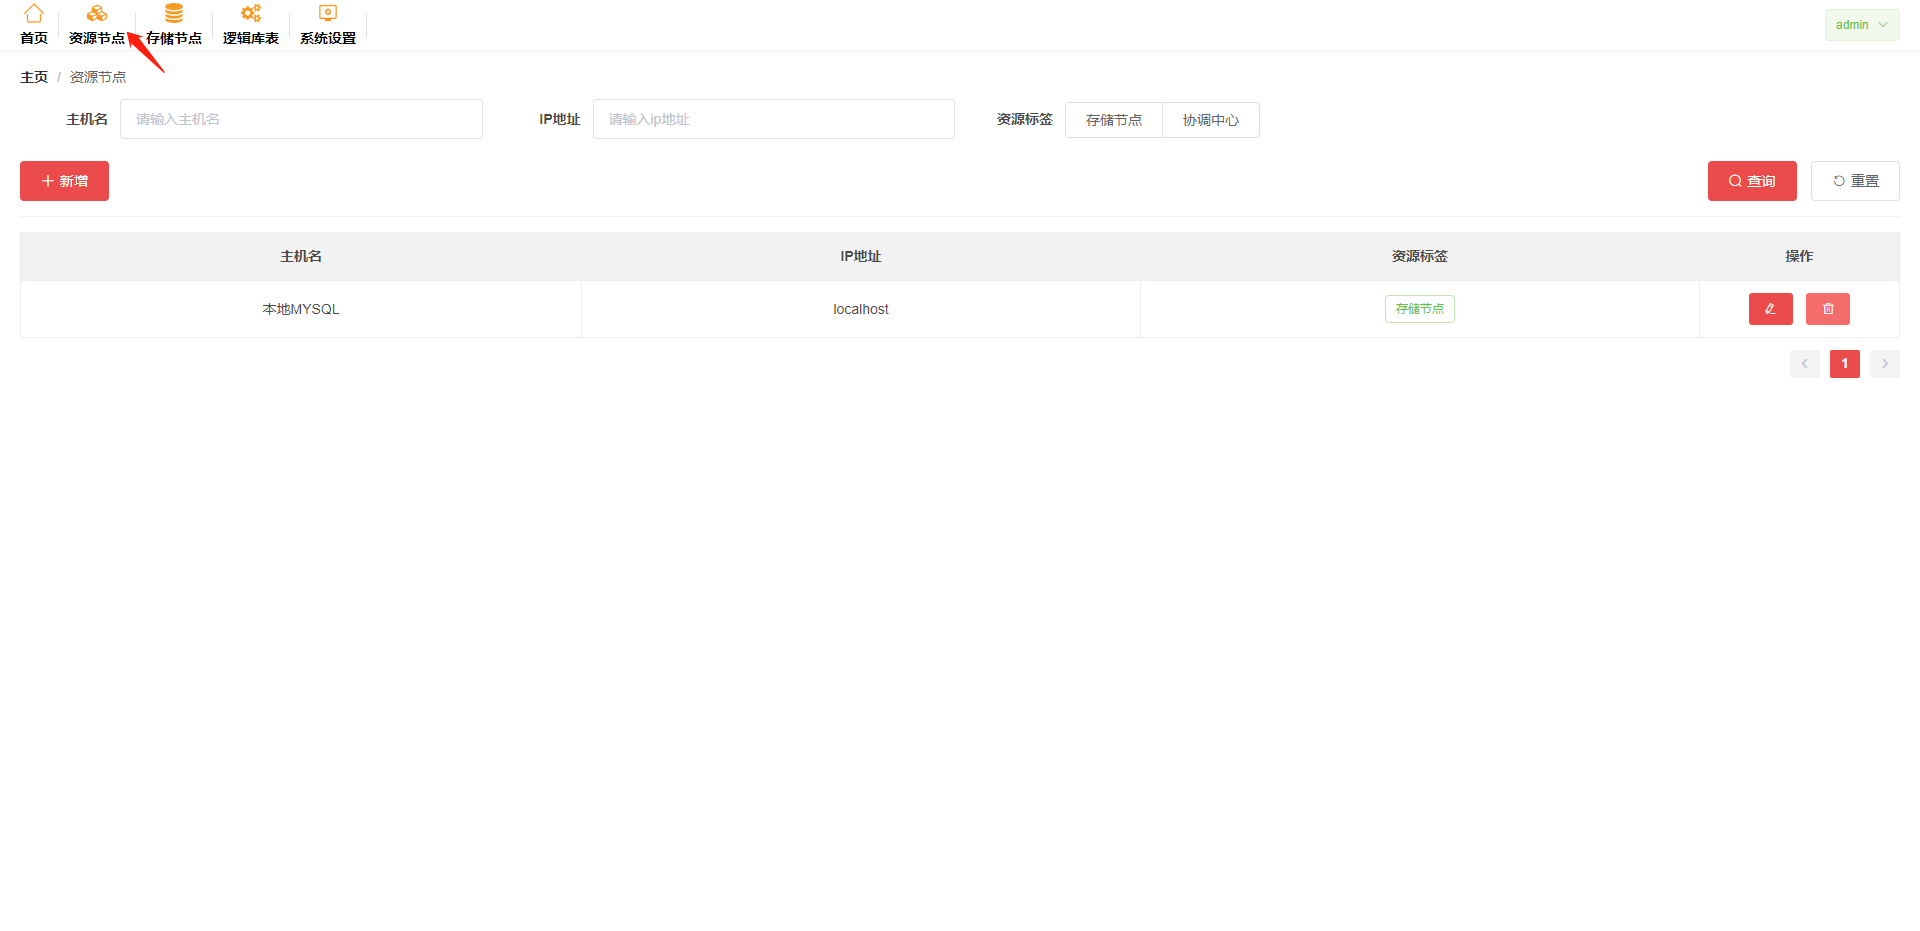 首页 资源节点 存储节点 逻辑库表 系统设置 admin
主页 / 资源节点
主机名 请输入主机名 IP地址 请输入ip地址 资源标签 存储节点 协调中心
新增 查询 重置
主机名 IP地址 资源标签 操作
本地MYSQL localhost 存储节点
1